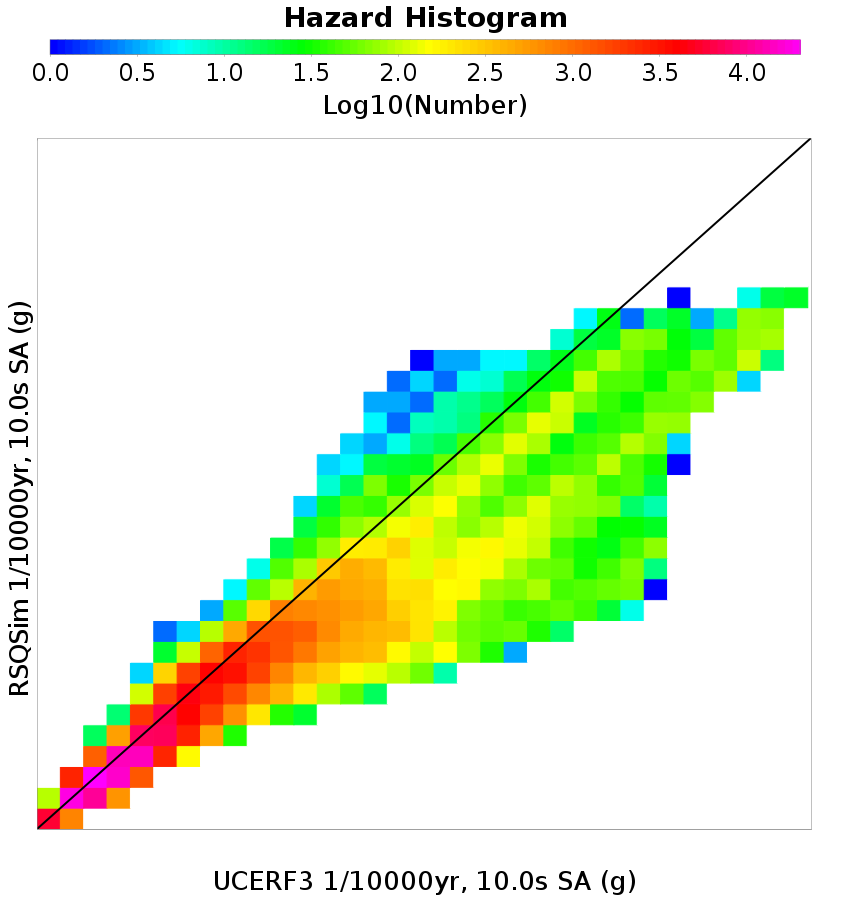 Hazard Histogram
0.0 0.5 1.0 1.5 2.0 2.5 3.0 3.5 4.0
Log10(Number)
RSQSim 1/10000yr, 10.0s SA (g)
UCERF3 1/10000yr, 10.0s SA (g)